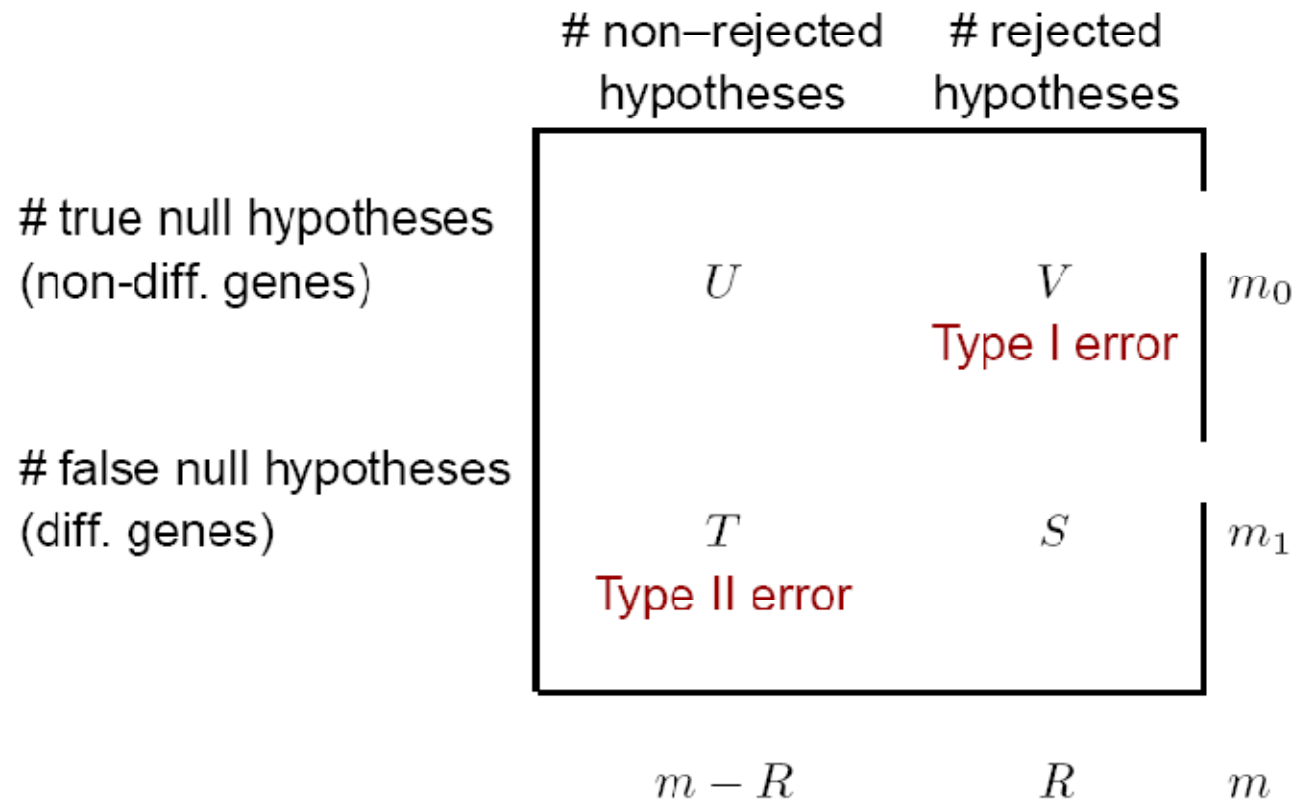 # non–rejected # rejected
hypotheses hypotheses
# true null hypotheses
(non-diff. genes) U V m₀
Type I error
# false null hypotheses
(diff. genes) T S m₁
Type II error
m − R R m